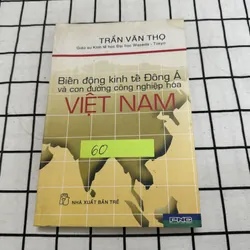 TRẦN VĂN THỌ
Giáo sư Kinh tế học Đại học Waseda - Tokyo
Biến động kinh tế Đông Á
và con đường công nghiệp hóa
VIỆT NAM
60
NHÀ XUẤT BẢN TRẺ
PNC